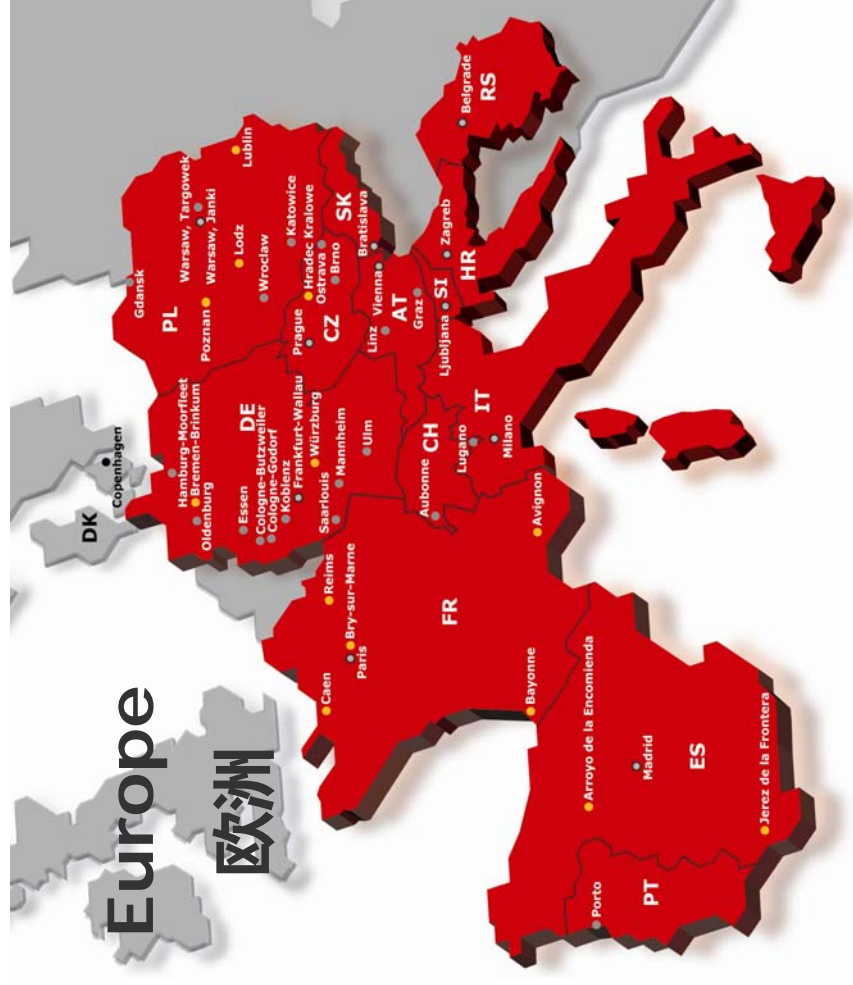 Europe
欧洲
DK
Copenhagen
PL
Gdansk
Warsaw, Targowek
Warsaw, Janki
Poznan
Lodz
Lublin
Wroclaw
Katowice
DE
Hamburg-Moorfleet
Bremen-Brinkum
Oldenburg
Essen
Cologne-Butzweiler
Cologne-Godorf
Koblenz
Frankfurt-Wallau
Würzburg
Saarlouis
Mannheim
Ulm
CZ
Prague
Hradec Kralowe
Ostrava
Brno
SK
Bratislava
AT
Linz
Vienna
Graz
CH
Aubonne
Lugano
IT
Milano
SI
Ljubljana
HR
Zagreb
RS
Belgrade
FR
Caen
Reims
Bry-sur-Marne
Paris
Avignon
Bayonne
ES
Arroyo de la Encomienda
Madrid
Jerez de la Frontera
PT
Porto